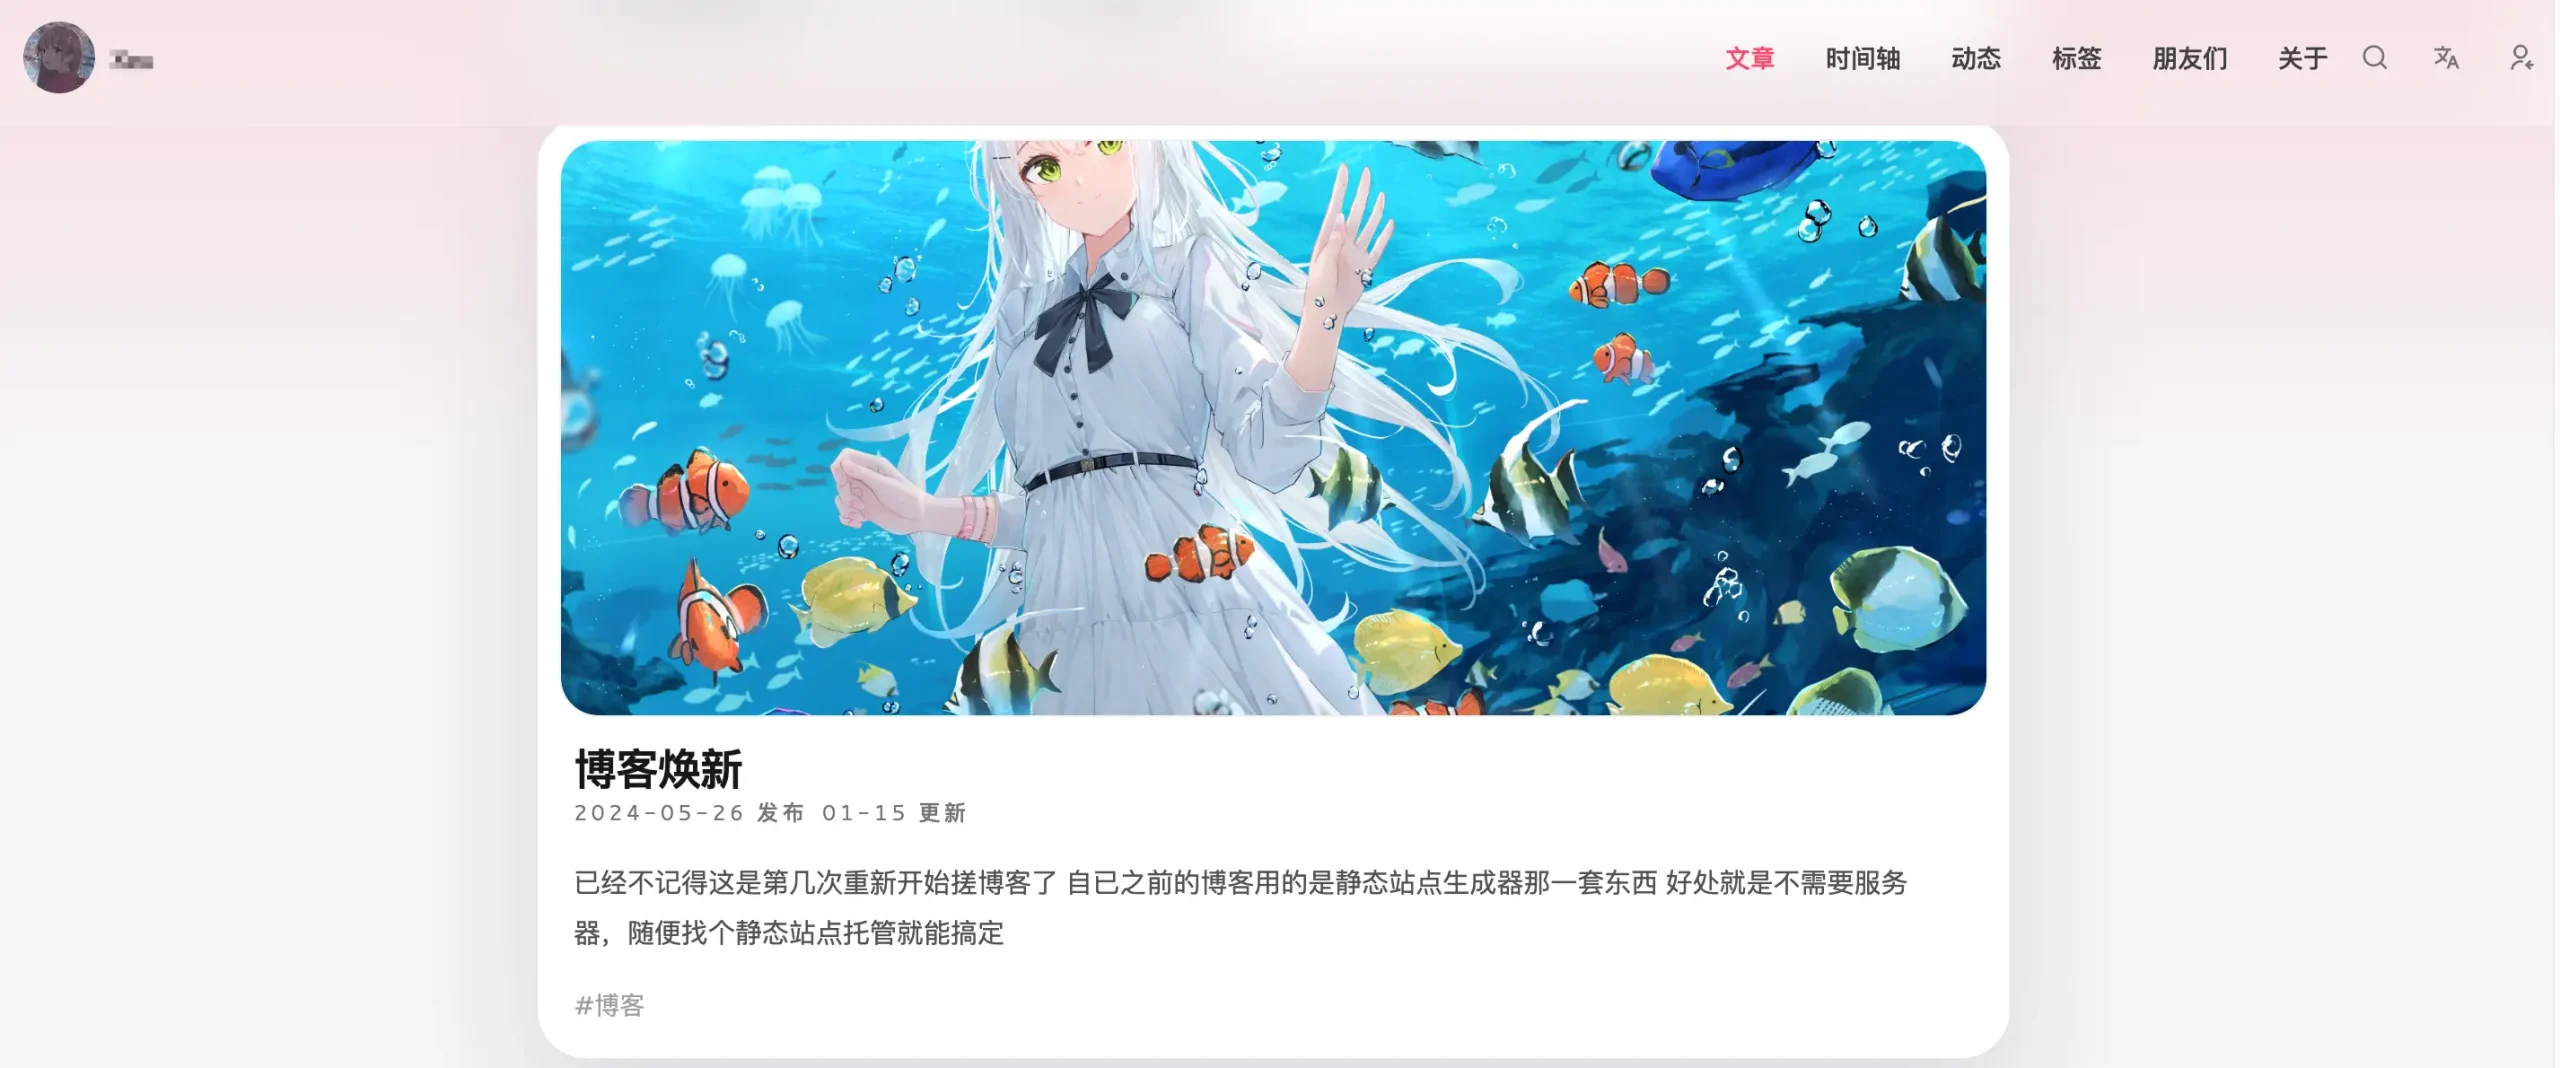 文章 时间轴 动态 标签 朋友们 关于
博客焕新
2024-05-26 发布 01-15 更新
已经不记得这是第几次重新开始搓博客了 自己之前的博客用的是静态站点生成器那一套东西 好处就是不需要服务
器，随便找个静态站点托管就能搞定
#博客